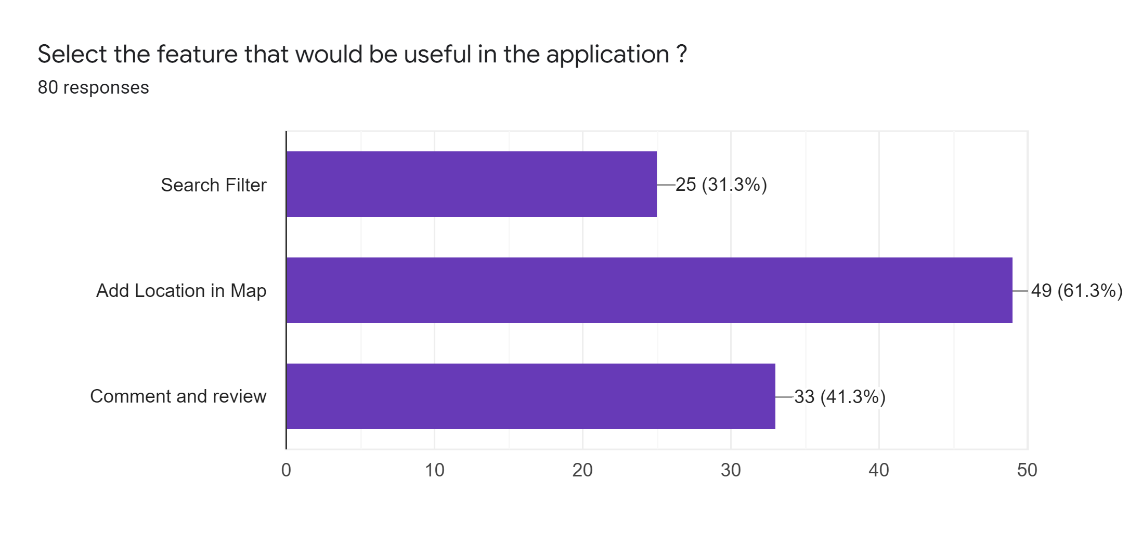 Select the feature that would be useful in the application ?
80 responses
Search Filter
25 (31.3%)
Add Location in Map
49 (61.3%)
Comment and review
33 (41.3%)
0 10 20 30 40 50